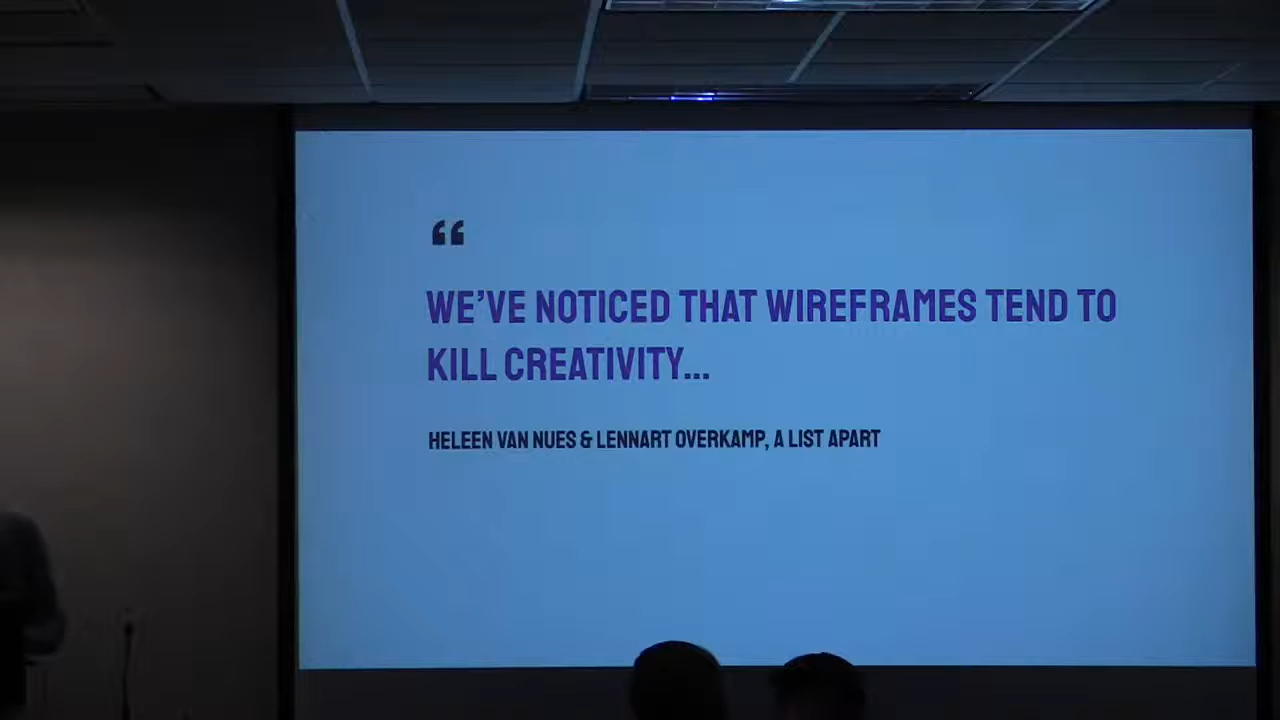 “
WE’VE NOTICED THAT WIREFRAMES TEND TO
KILL CREATIVITY...
HELEEN VAN NUES & LENNART OVERKAMP, A LIST APART